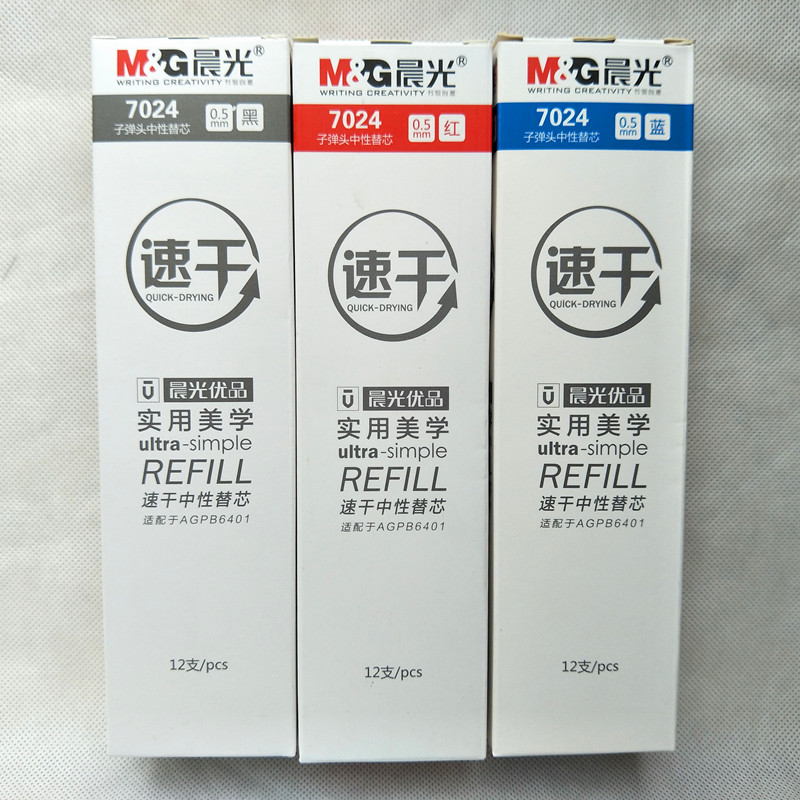 M&G晨光®
WRITING CREATIVITY
7024
子弹头中性替芯
0.5
mm
黑
速干
QUICK-DRYING
晨光优品
实用美学
ultra-simple
REFILL
速干中性替芯
适配于AGPB6401
12支/pcs
M&G晨光®
WRITING CREATIVITY
7024
子弹头中性替芯
0.5
mm
红
速干
QUICK-DRYING
晨光优品
实用美学
ultra-simple
REFILL
速干中性替芯
适配于AGPB6401
12支/pcs
M&G晨光®
WRITING CREATIVITY
7024
子弹头中性替芯
0.5
mm
蓝
速干
QUICK-DRYING
晨光优品
实用美学
ultra-simple
REFILL
速干中性替芯
适配于AGPB6401
12支/pcs